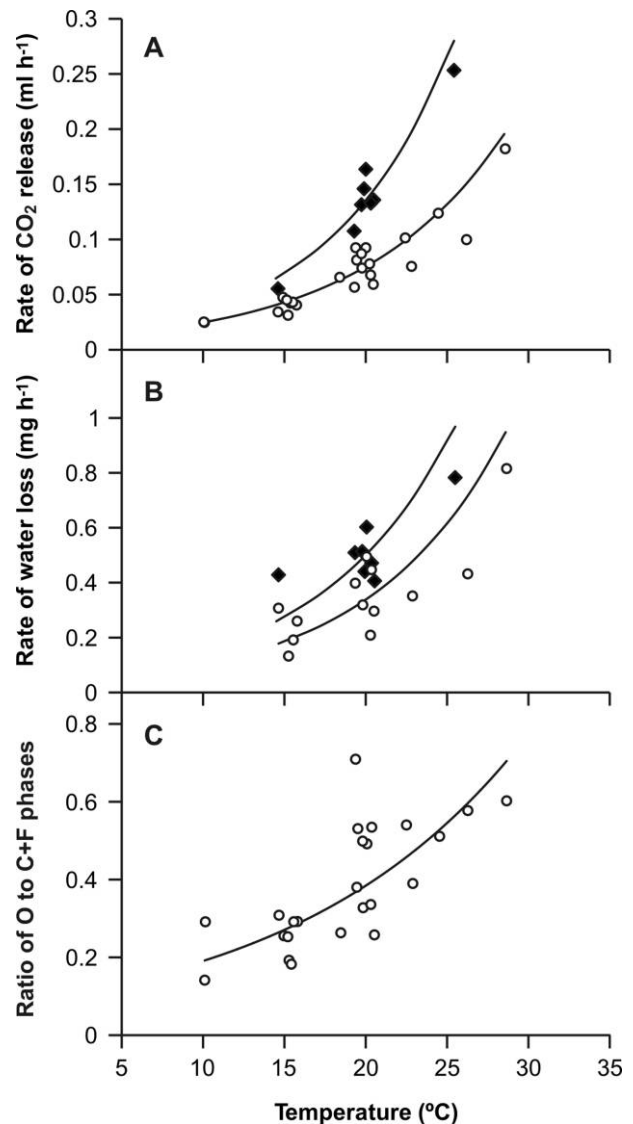 A
Rate of CO₂ release (ml h⁻¹)
0.3
0.25
0.2
0.15
0.1
0.05
0
B
Rate of water loss (mg h⁻¹)
1
0.8
0.6
0.4
0.2
0
C
Ratio of O to C+F phases
0.8
0.6
0.4
0.2
0
5 10 15 20 25 30 35
Temperature (ºC)